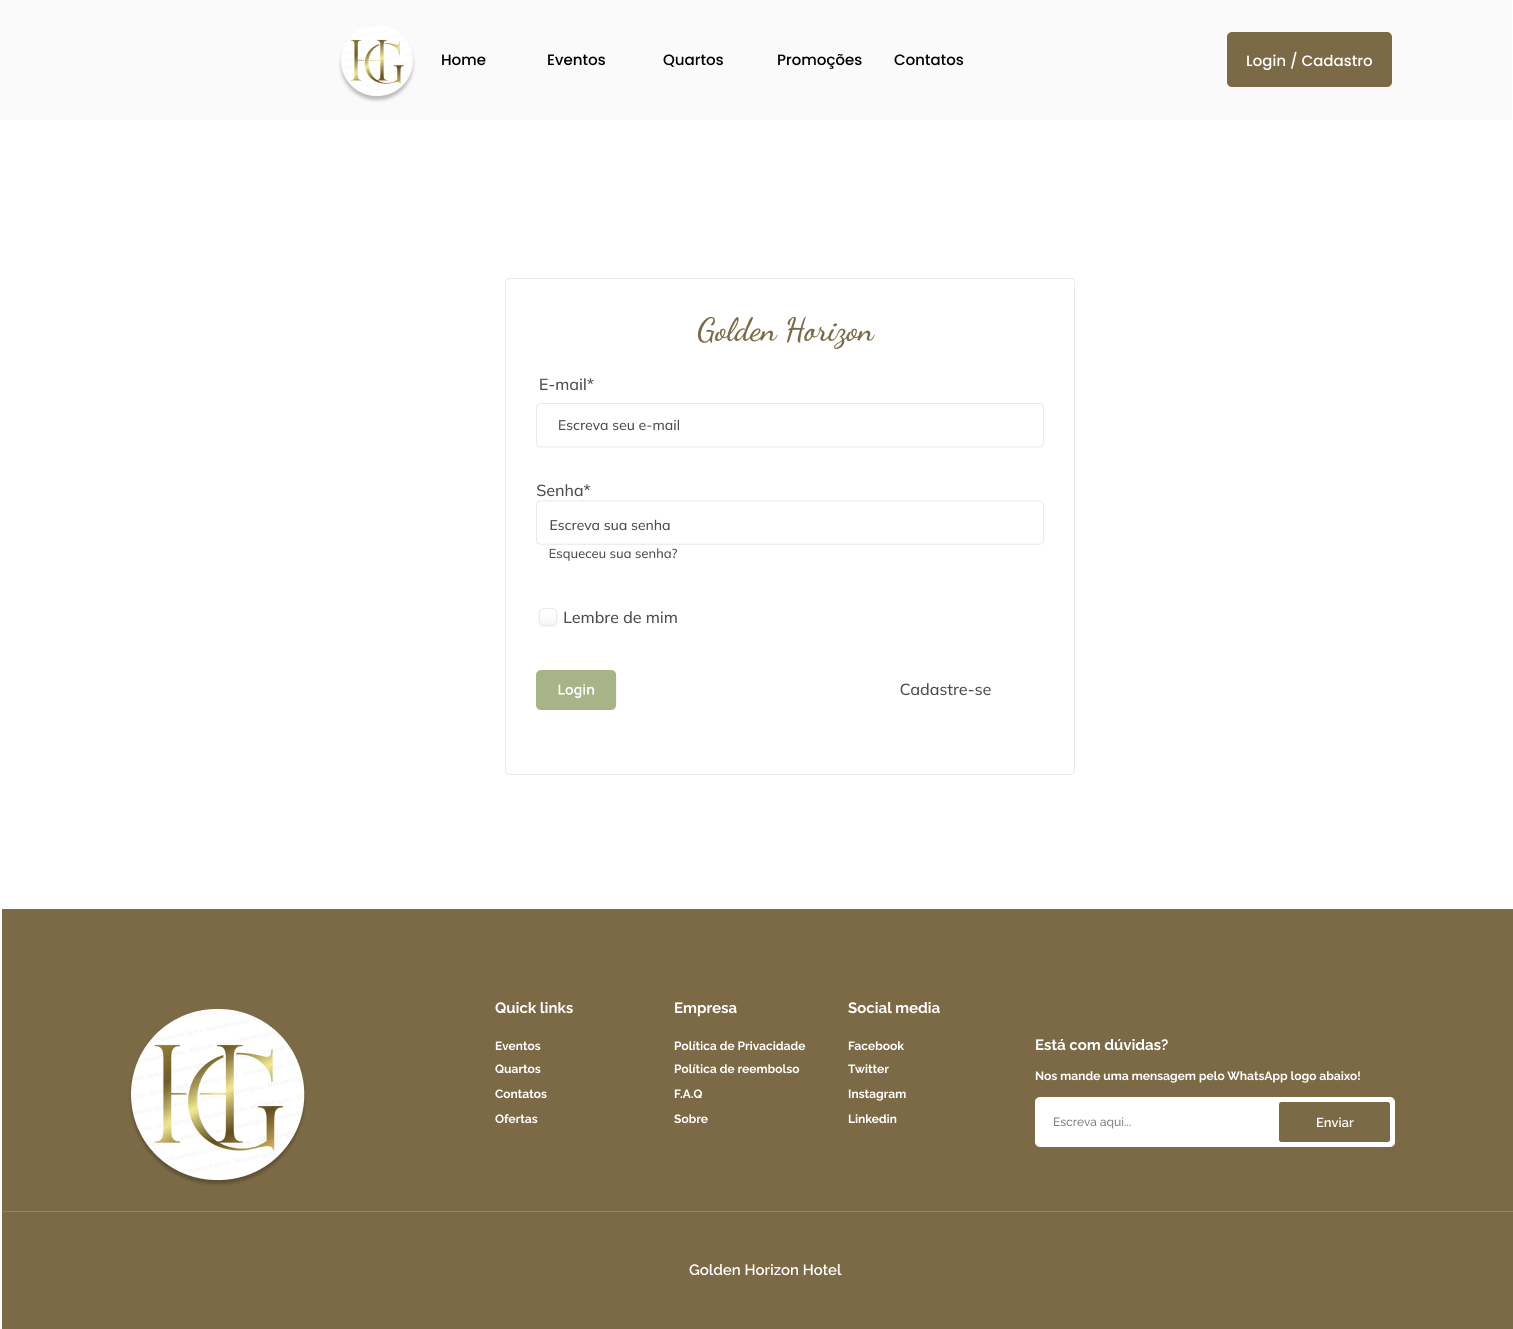 HG
Home Eventos Quartos Promoções Contatos
Login / Cadastro
Golden Horizon
E-mail*
Escreva seu e-mail
Senha*
Escreva sua senha
Esqueceu sua senha?
Lembre de mim
Login
Cadastre-se
HG
Quick links
Eventos
Quartos
Contatos
Ofertas
Empresa
Política de Privacidade
Política de reembolso
F.A.Q
Sobre
Social media
Facebook
Twitter
Instagram
Linkedin
Está com dúvidas?
Nos mande uma mensagem pelo WhatsApp logo abaixo!
Escreva aqui...
Enviar
Golden Horizon Hotel